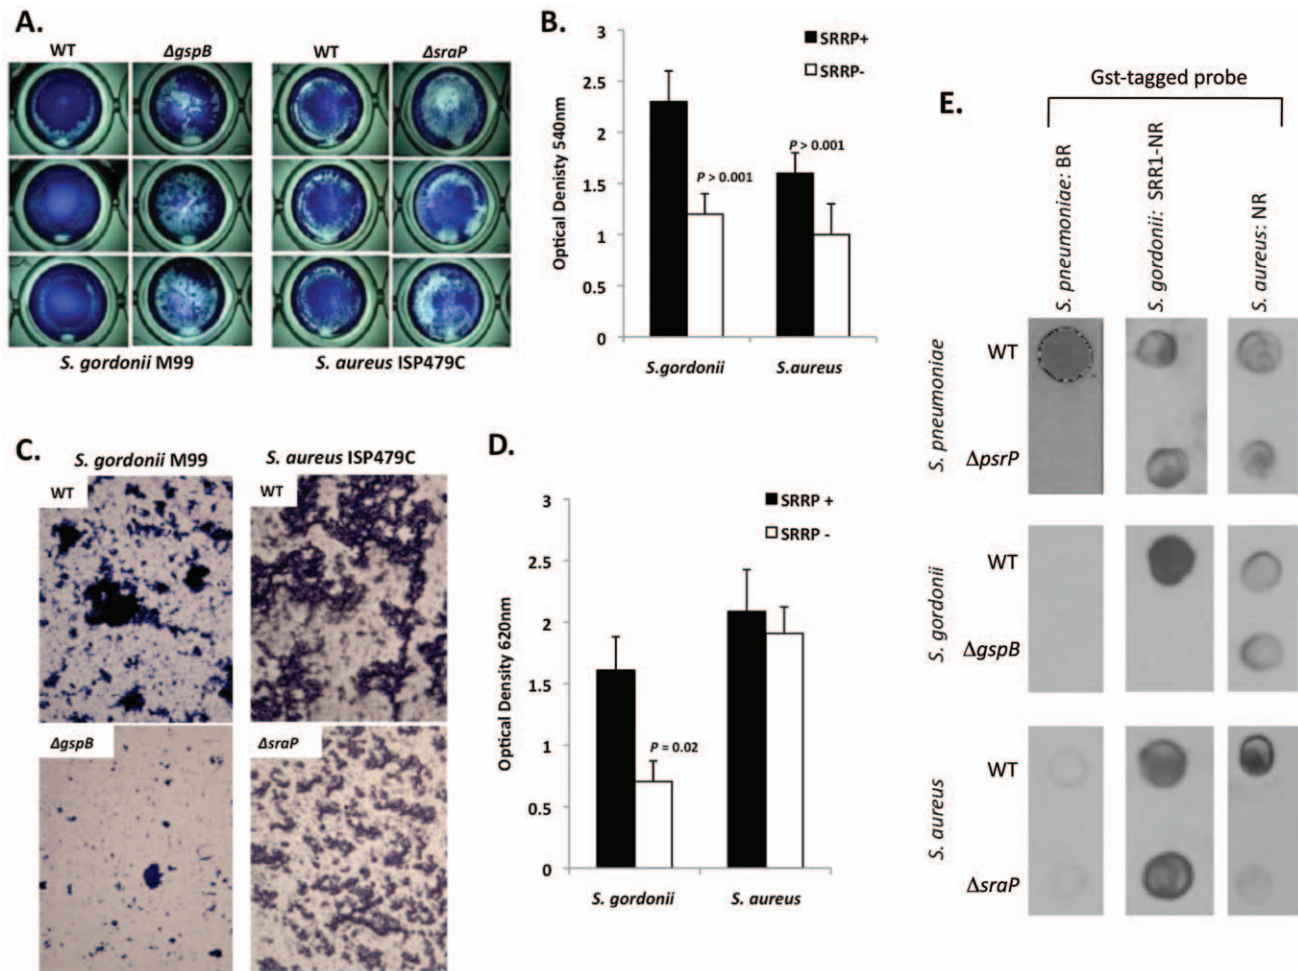 A.
WT
ΔgspB
WT
ΔsraP
S. gordonii M99
S. aureus ISP479C
B.
3
2.5
2
1.5
1
0.5
0
Optical Denisty 540nm
SRRP+
SRRP-
P > 0.001
P > 0.001
S.gordonii
S.aureus
C.
S. gordonii M99
S. aureus ISP479C
WT
WT
ΔgspB
ΔsraP
D.
3
2.5
2
1.5
1
0.5
0
Optical Density 620nm
SRRP +
SRRP -
P = 0.02
S. gordonii
S. aureus
E.
Gst-tagged probe
S. pneumoniae: BR
S. gordonii: SRR1-NR
S. aureus: NR
S. pneumoniae
WT
ΔpsrP
S. gordonii
WT
ΔgspB
S. aureus
WT
ΔsraP